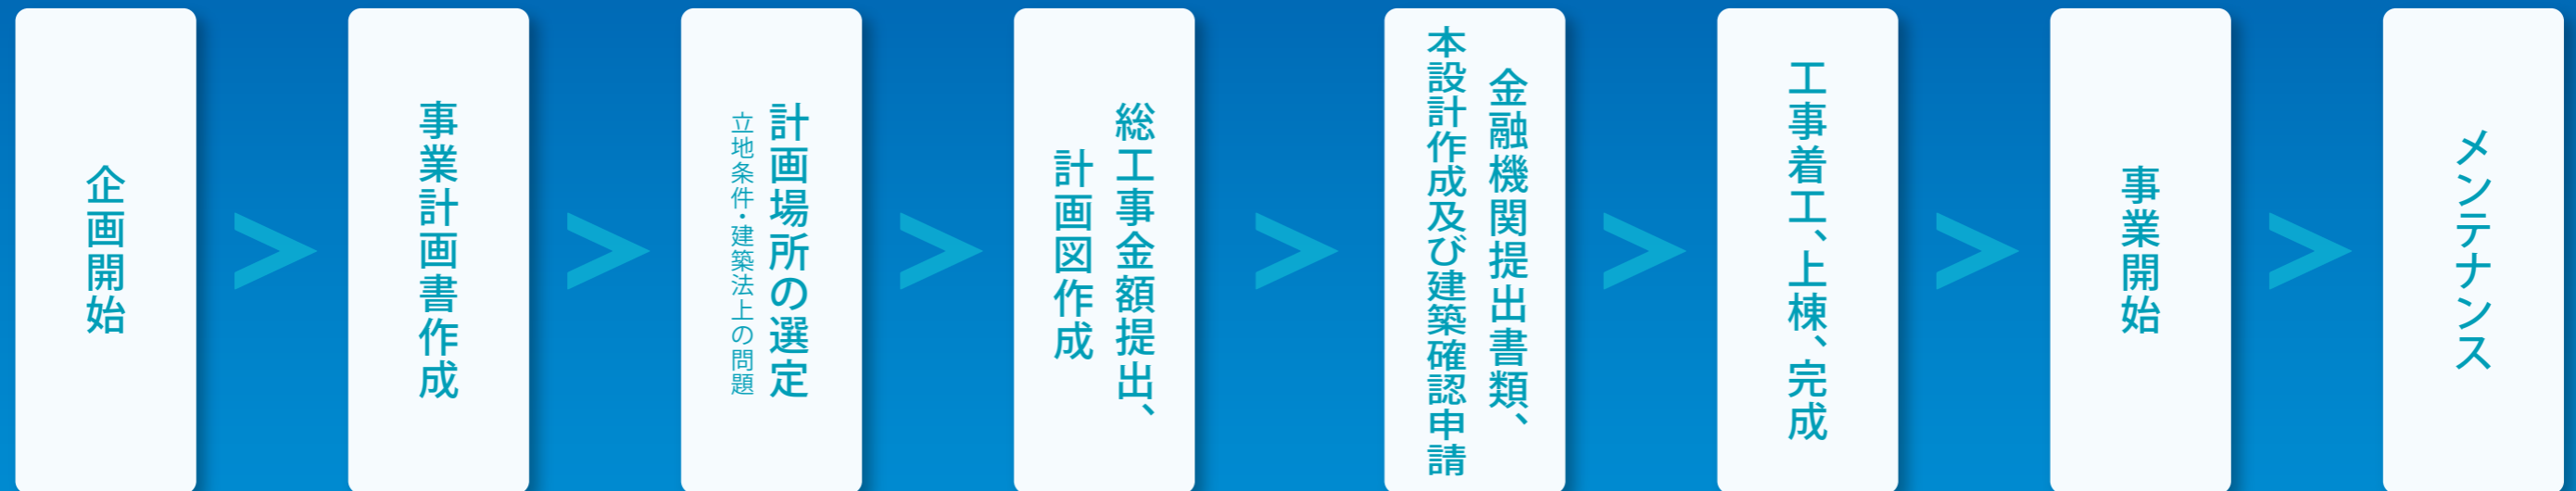 企画開始
>
事業計画書作成
>
計画場所の選定
立地条件・建築法上の問題
>
総工事金額提出、
計画図作成
>
金融機関提出書類、
本設計作成及び建築確認申請
>
工事着工、上棟、完成
>
事業開始
>
メンテナンス